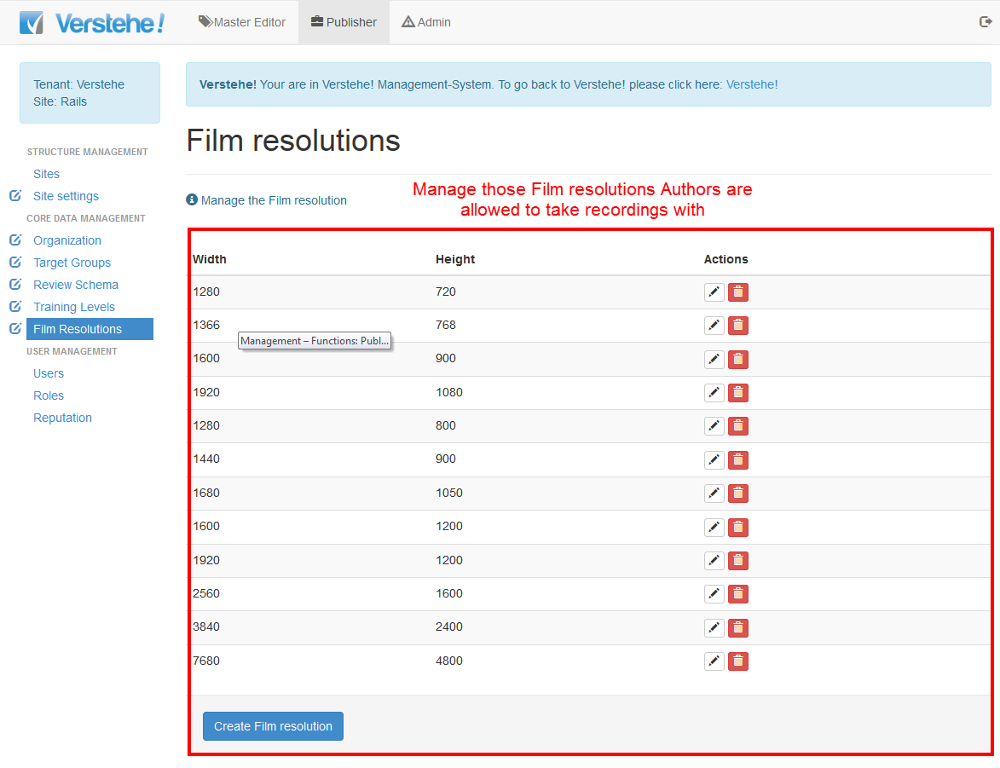 Verstehe!
Master Editor
Publisher
Admin
Tenant: Verstehe
Site: Rails
STRUCTURE MANAGEMENT
Sites
Site settings
CORE DATA MANAGEMENT
Organization
Target Groups
Review Schema
Training Levels
Film Resolutions
USER MANAGEMENT
Users
Roles
Reputation
Verstehe! Your are in Verstehe! Management-System. To go back to Verstehe! please click here: Verstehe!
Film resolutions
Manage the Film resolution
Manage those Film resolutions Authors are
allowed to take recordings with
Width Height Actions
1280 720
1366 768
Management – Functions: Publ...
1600 900
1920 1080
1280 800
1440 900
1680 1050
1600 1200
1920 1200
2560 1600
3840 2400
7680 4800
Create Film resolution